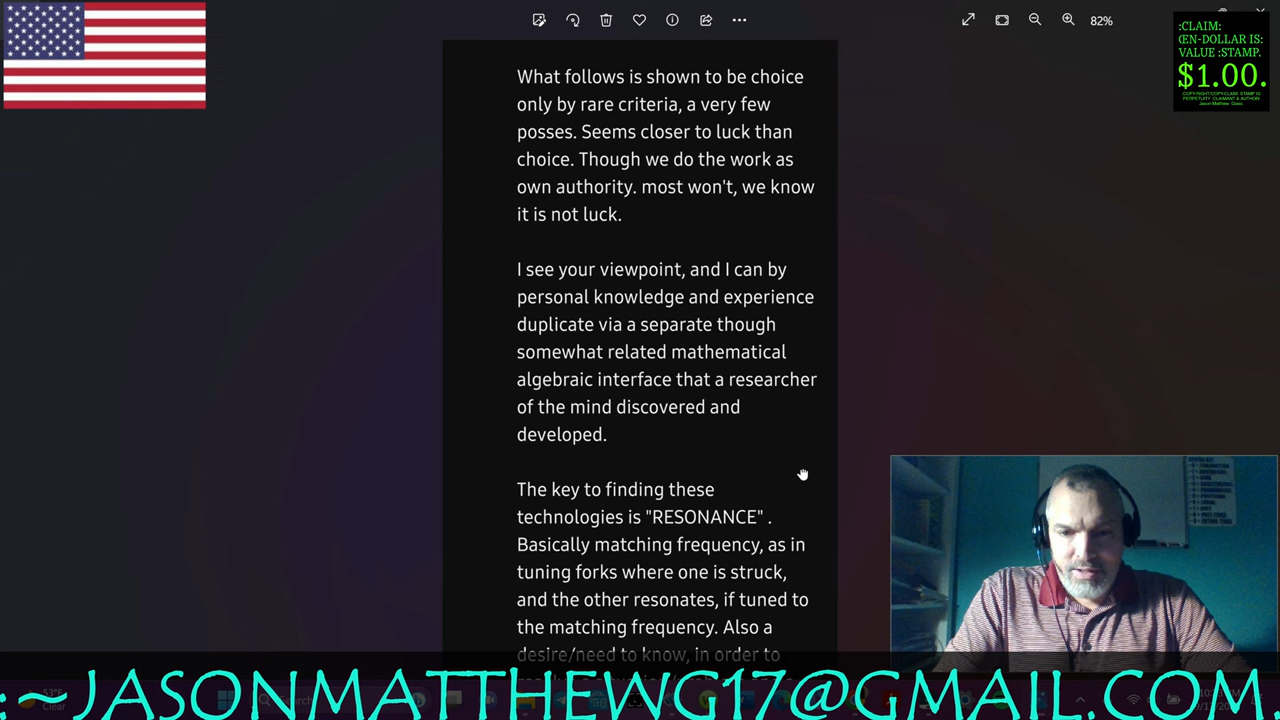 82%
:CLAIM:
ŒN-DOLLAR IS:
VALUE :STAMP.
$1.00.
What follows is shown to be choice
only by rare criteria, a very few
posses. Seems closer to luck than
choice. Though we do the work as
own authority. most won't, we know
it is not luck.
I see your viewpoint, and I can by
personal knowledge and experience
duplicate via a separate though
somewhat related mathematical
algebraic interface that a researcher
of the mind discovered and
developed.
The key to finding these
technologies is "RESONANCE" .
Basically matching frequency, as in
tuning forks where one is struck,
and the other resonates, if tuned to
the matching frequency. Also a
desire/need to know, in order to
53°F
Clear
:~JASONMATTHEWG17@GMAIL.COM.